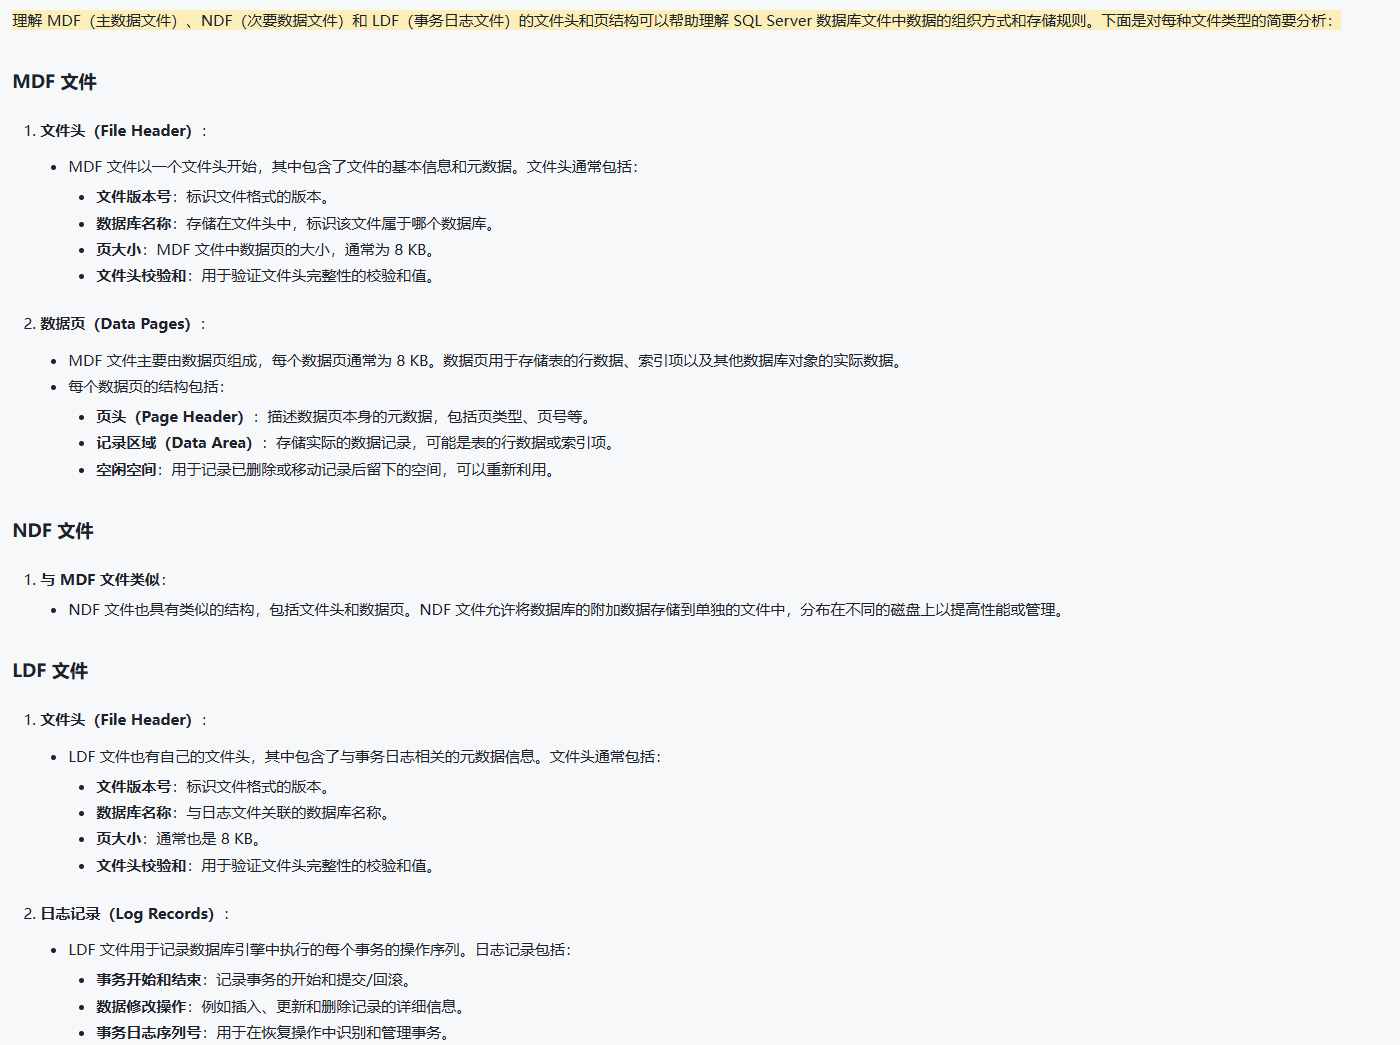 理解 MDF（主数据文件）、NDF（次要数据文件）和 LDF（事务日志文件）的文件头和页结构可以帮助理解 SQL Server 数据库文件中数据的组织方式和存储规则。下面是对每种文件类型的简要分析：
MDF 文件
1. 文件头（File Header）：
• MDF 文件以一个文件头开始，其中包含了文件的基本信息和元数据。文件头通常包括：
• 文件版本号：标识文件格式的版本。
• 数据库名称：存储在文件头中，标识该文件属于哪个数据库。
• 页大小：MDF 文件中数据页的大小，通常为 8 KB。
• 文件头校验和：用于验证文件头完整性的校验和值。
2. 数据页（Data Pages）：
• MDF 文件主要由数据页组成，每个数据页通常为 8 KB。数据页用于存储表的行数据、索引项以及其他数据库对象的实际数据。
• 每个数据页的结构包括：
• 页头（Page Header）：描述数据页本身的元数据，包括页类型、页号等。
• 记录区域（Data Area）：存储实际的数据记录，可能是表的行数据或索引项。
• 空闲空间：用于记录已删除或移动记录后留下的空间，可以重新利用。
NDF 文件
1. 与 MDF 文件类似：
• NDF 文件也具有类似的结构，包括文件头和数据页。NDF 文件允许将数据库的附加数据存储到单独的文件中，分布在不同的磁盘上以提高性能或管理。
LDF 文件
1. 文件头（File Header）：
• LDF 文件也有自己的文件头，其中包含了与事务日志相关的元数据信息。文件头通常包括：
• 文件版本号：标识文件格式的版本。
• 数据库名称：与日志文件关联的数据库名称。
• 页大小：通常也是 8 KB。
• 文件头校验和：用于验证文件头完整性的校验和值。
2. 日志记录（Log Records）：
• LDF 文件用于记录数据库引擎中执行的每个事务的操作序列。日志记录包括：
• 事务开始和结束：记录事务的开始和提交/回滚。
• 数据修改操作：例如插入、更新和删除记录的详细信息。
• 事务日志序列号：用于在恢复操作中识别和管理事务。